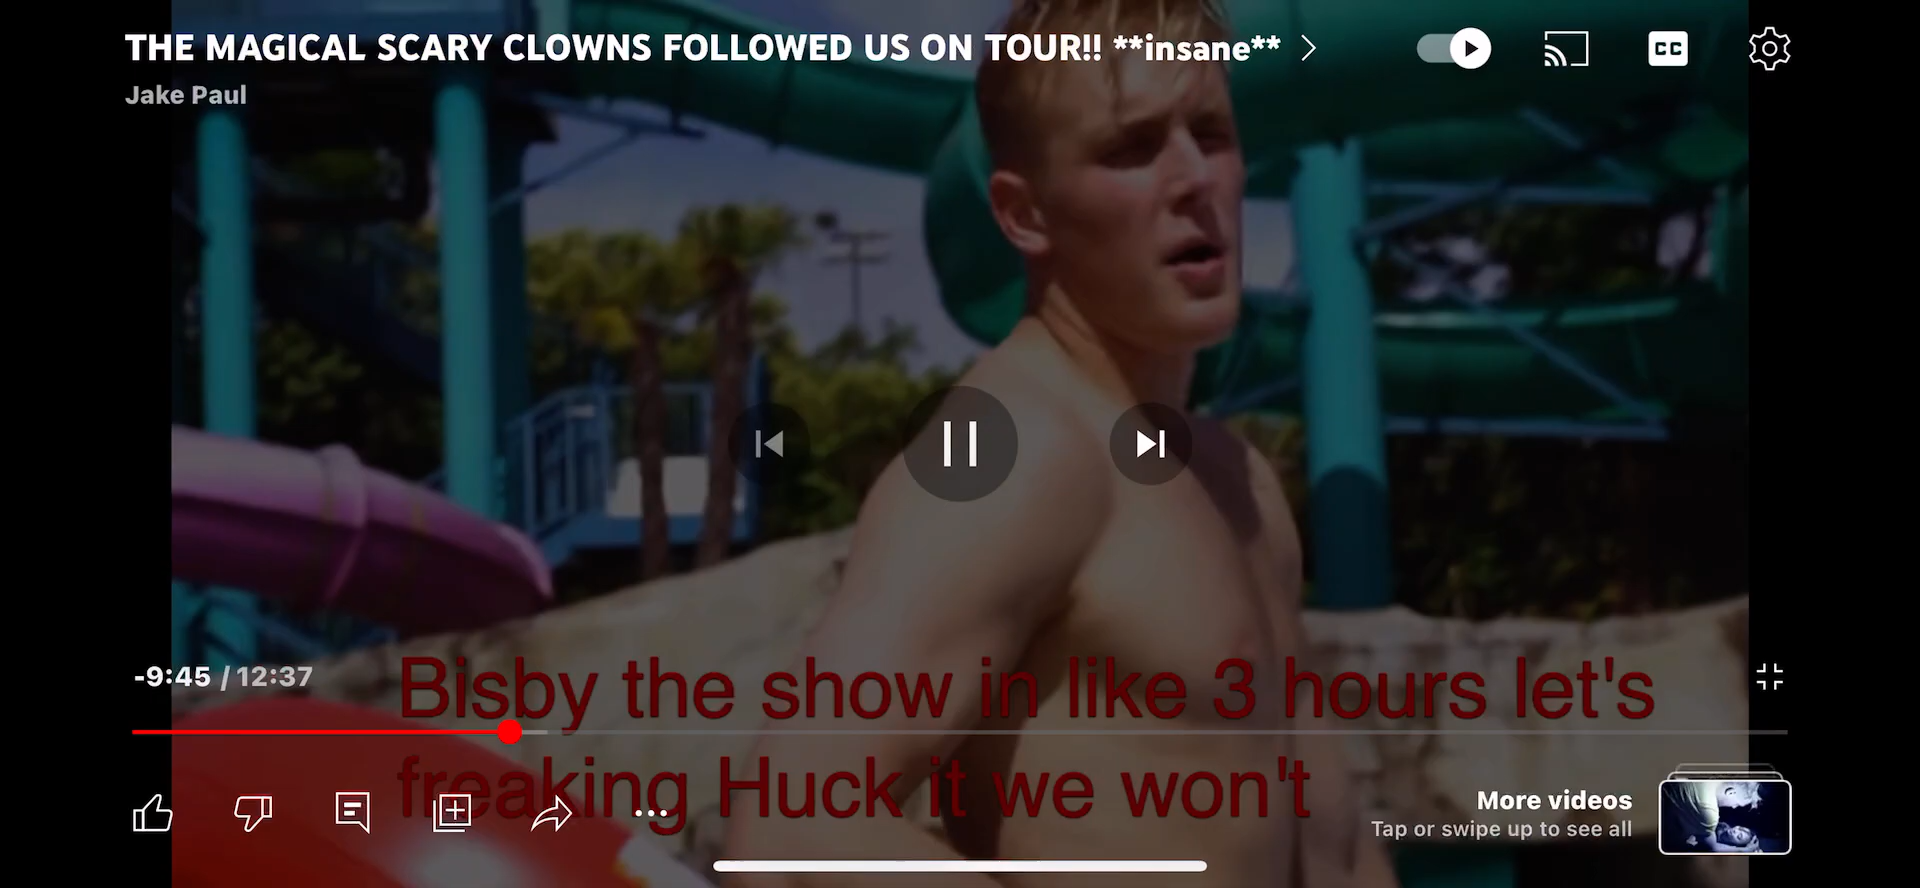 THE MAGICAL SCARY CLOWNS FOLLOWED US ON TOUR!! **insane**
CC
Jake Paul
-9:45 / 12:37
Bisby the show in like 3 hours let's
freaking Huck it we won't
More videos
Tap or swipe up to see all